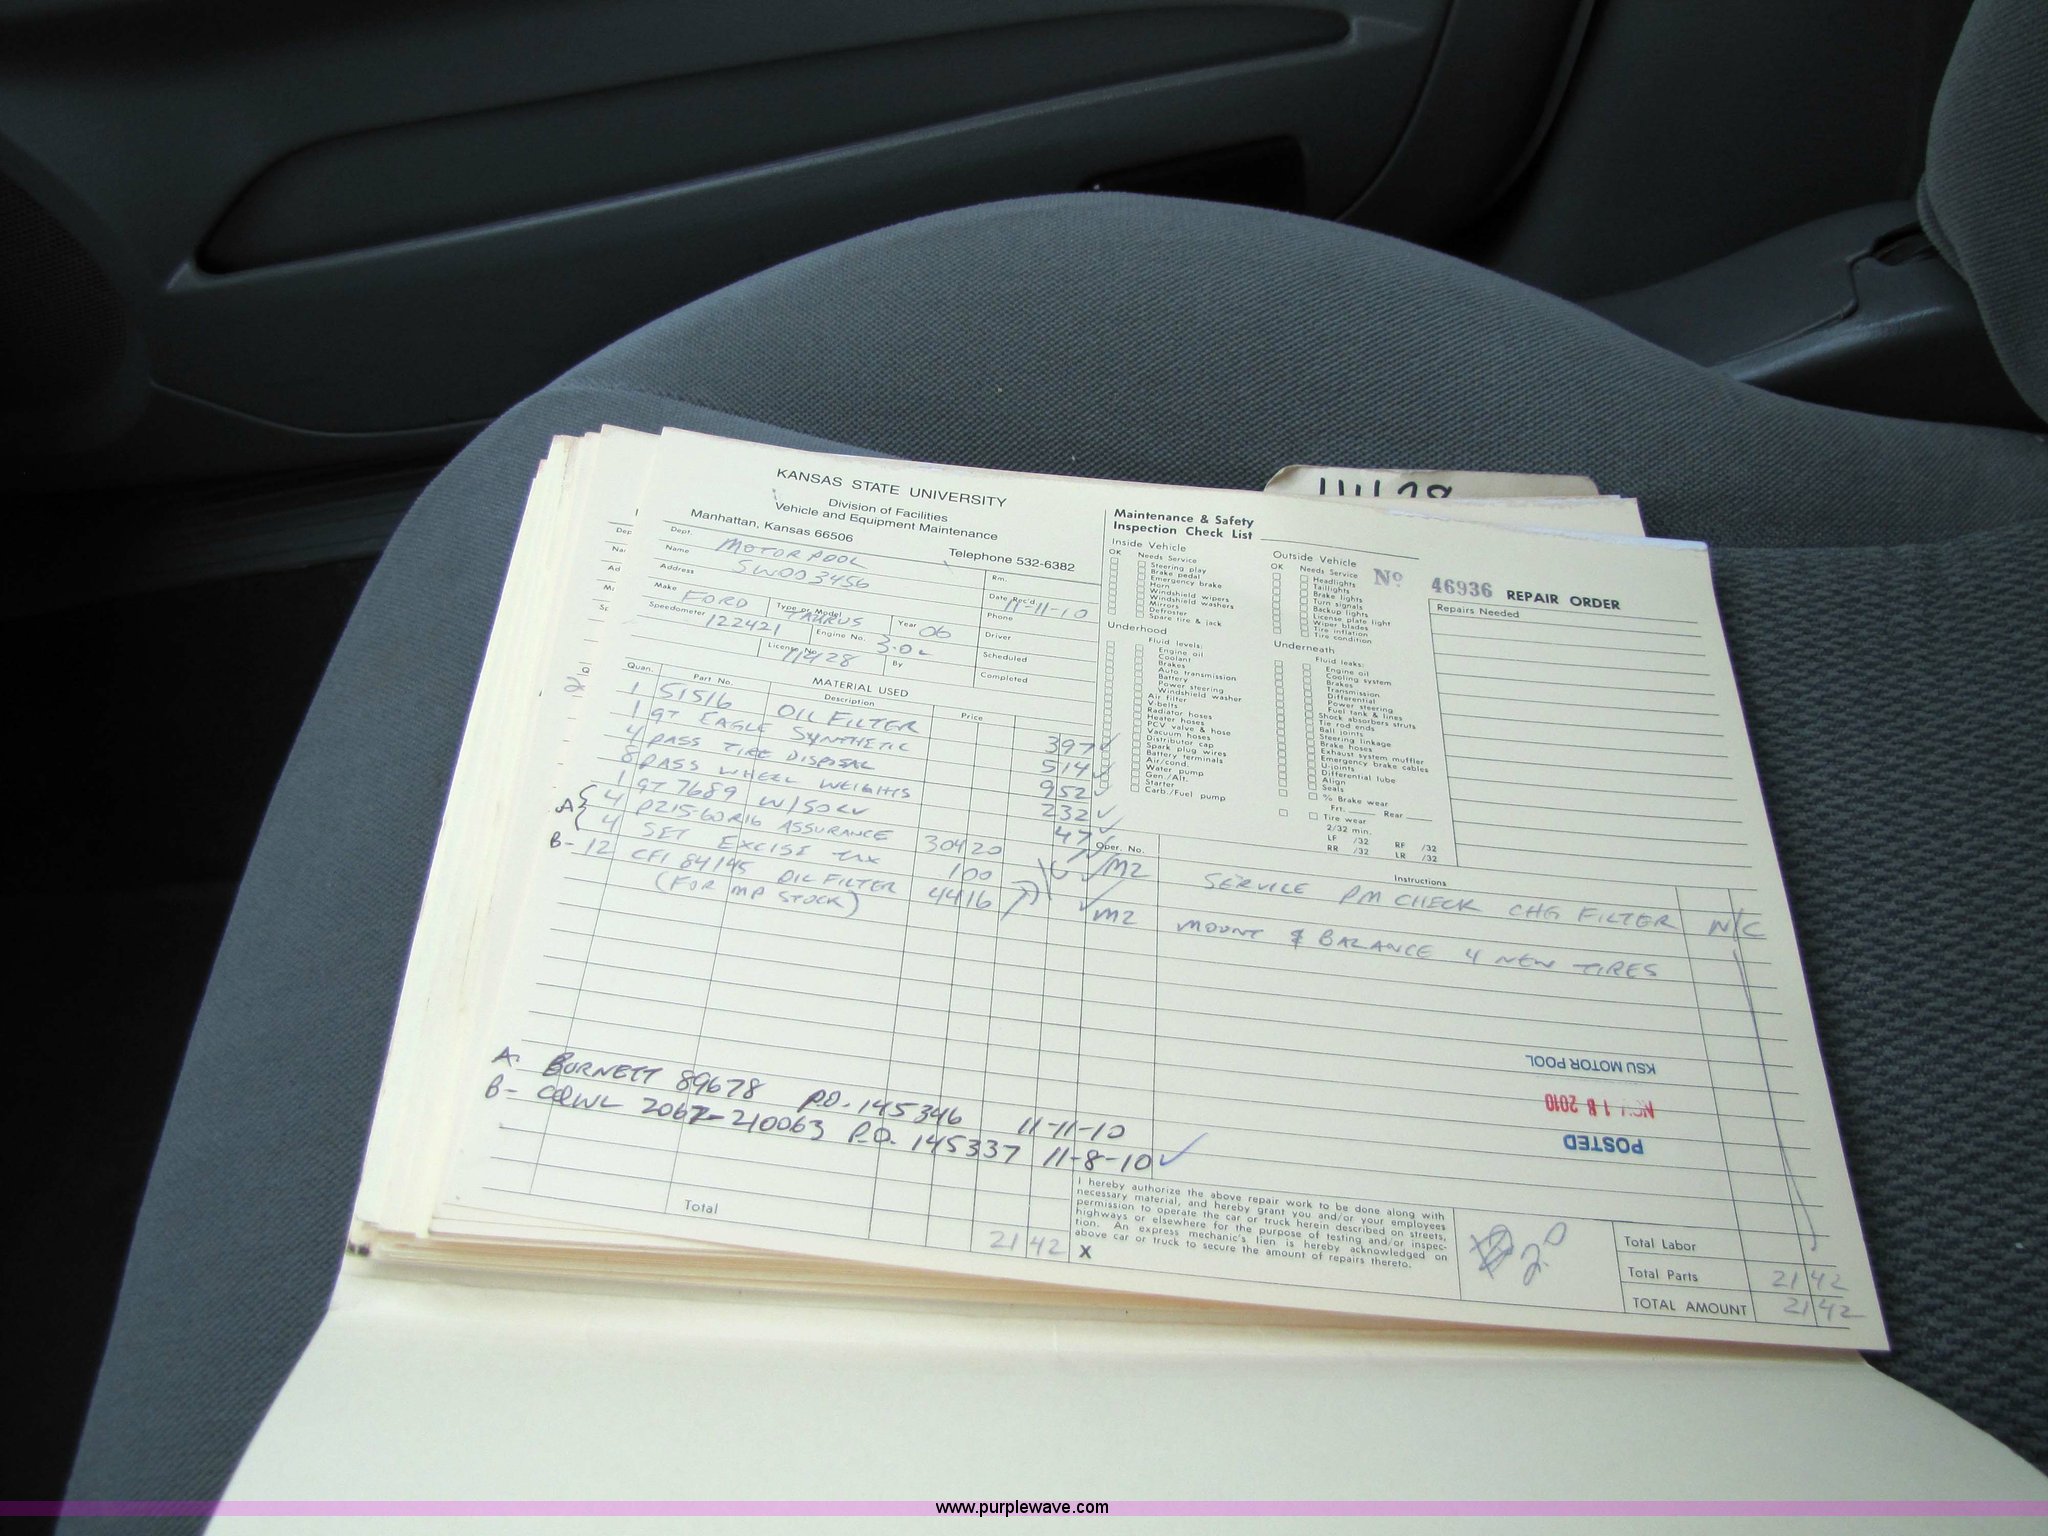 11428
KANSAS STATE UNIVERSITY
Division of Facilities
Vehicle and Equipment Maintenance
Manhattan, Kansas 66506
Telephone 532-6382
Dept. MOTORPOOL
Rm.
Name SW003456
Date Rec'd 11-11-10
Address
Phone
Make FORD Type or Model TAURUS Year 06
Driver
Speedometer 122421 Engine No. 3.0L
Scheduled
License No. 11428 By
Completed
MATERIAL USED
Quan. Part No. Description Price
1 51516 OIL FILTER 397
1 QT EAGLE SYNTHETIC 514
4 PASS TIRE DISPOSAL 952
8 PASS WHEEL WEIGHTS 232
1 QT 7689 W/SOLV 47
A 4 P215-60R16 ASSURANCE 30420
4 SET EXCISE TAX 100
B- 12 CFI 84145 OIL FILTER 4416
(FOR MP STOCK)
A. BURNETT 89678 P.O. 145346 11-11-10
B- 2067-210063 P.O. 145337 11-8-10
Total 21 42
Maintenance & Safety
Inspection Check List
Inside Vehicle
OK Needs Service
Steering play
Brake pedal
Emergency brake
Horn
Windshield wipers
Windshield washers
Mirrors
Defroster
Spare tire & jack
Underhood
Fluid levels:
Engine oil
Coolant
Brakes
Auto transmission
Battery
Power steering
Windshield washer
Air filter
V-belts
Radiator hoses
Heater hoses
PCV valve & hose
Vacuum hoses
Distributor cap
Spark plug wires
Battery terminals
Air/cond.
Water pump
Gen./Alt.
Starter
Carb./Fuel pump
Outside Vehicle
OK Needs Service
Headlights
Taillights
Brake lights
Turn signals
Backup lights
License plate light
Wiper blades
Tire inflation
Tire condition
Underneath
Fluid leaks:
Engine oil
Cooling system
Brakes
Transmission
Differential
Power steering
Fuel tank & lines
Shock absorbers struts
Tie rod ends
Ball joints
Steering linkage
Brake hoses
Exhaust system muffler
Emergency brake cables
U-joints
Differential lube
Align
Seals
% Brake wear
Frt. Rear
Tire wear
2/32 min.
LF /32 RF /32
RR /32 LR /32
No 46936 REPAIR ORDER
Repairs Needed
Oper. No. Instructions
M2 SERVICE PM CHECK CHG FILTER N/C
M2 MOUNT & BALANCE 4 NEW TIRES
KSU MOTOR POOL
NOV 18 2010
POSTED
I hereby authorize the above repair work to be done along with
necessary material, and hereby grant you and/or your employees
permission to operate the car or truck herein described on streets,
highways or elsewhere for the purpose of testing and/or inspec-
tion. An express mechanic's lien is hereby acknowledged on
above car or truck to secure the amount of repairs thereto.
X
2.0
Total Labor
Total Parts 21 42
TOTAL AMOUNT 21 42
www.purplewave.com